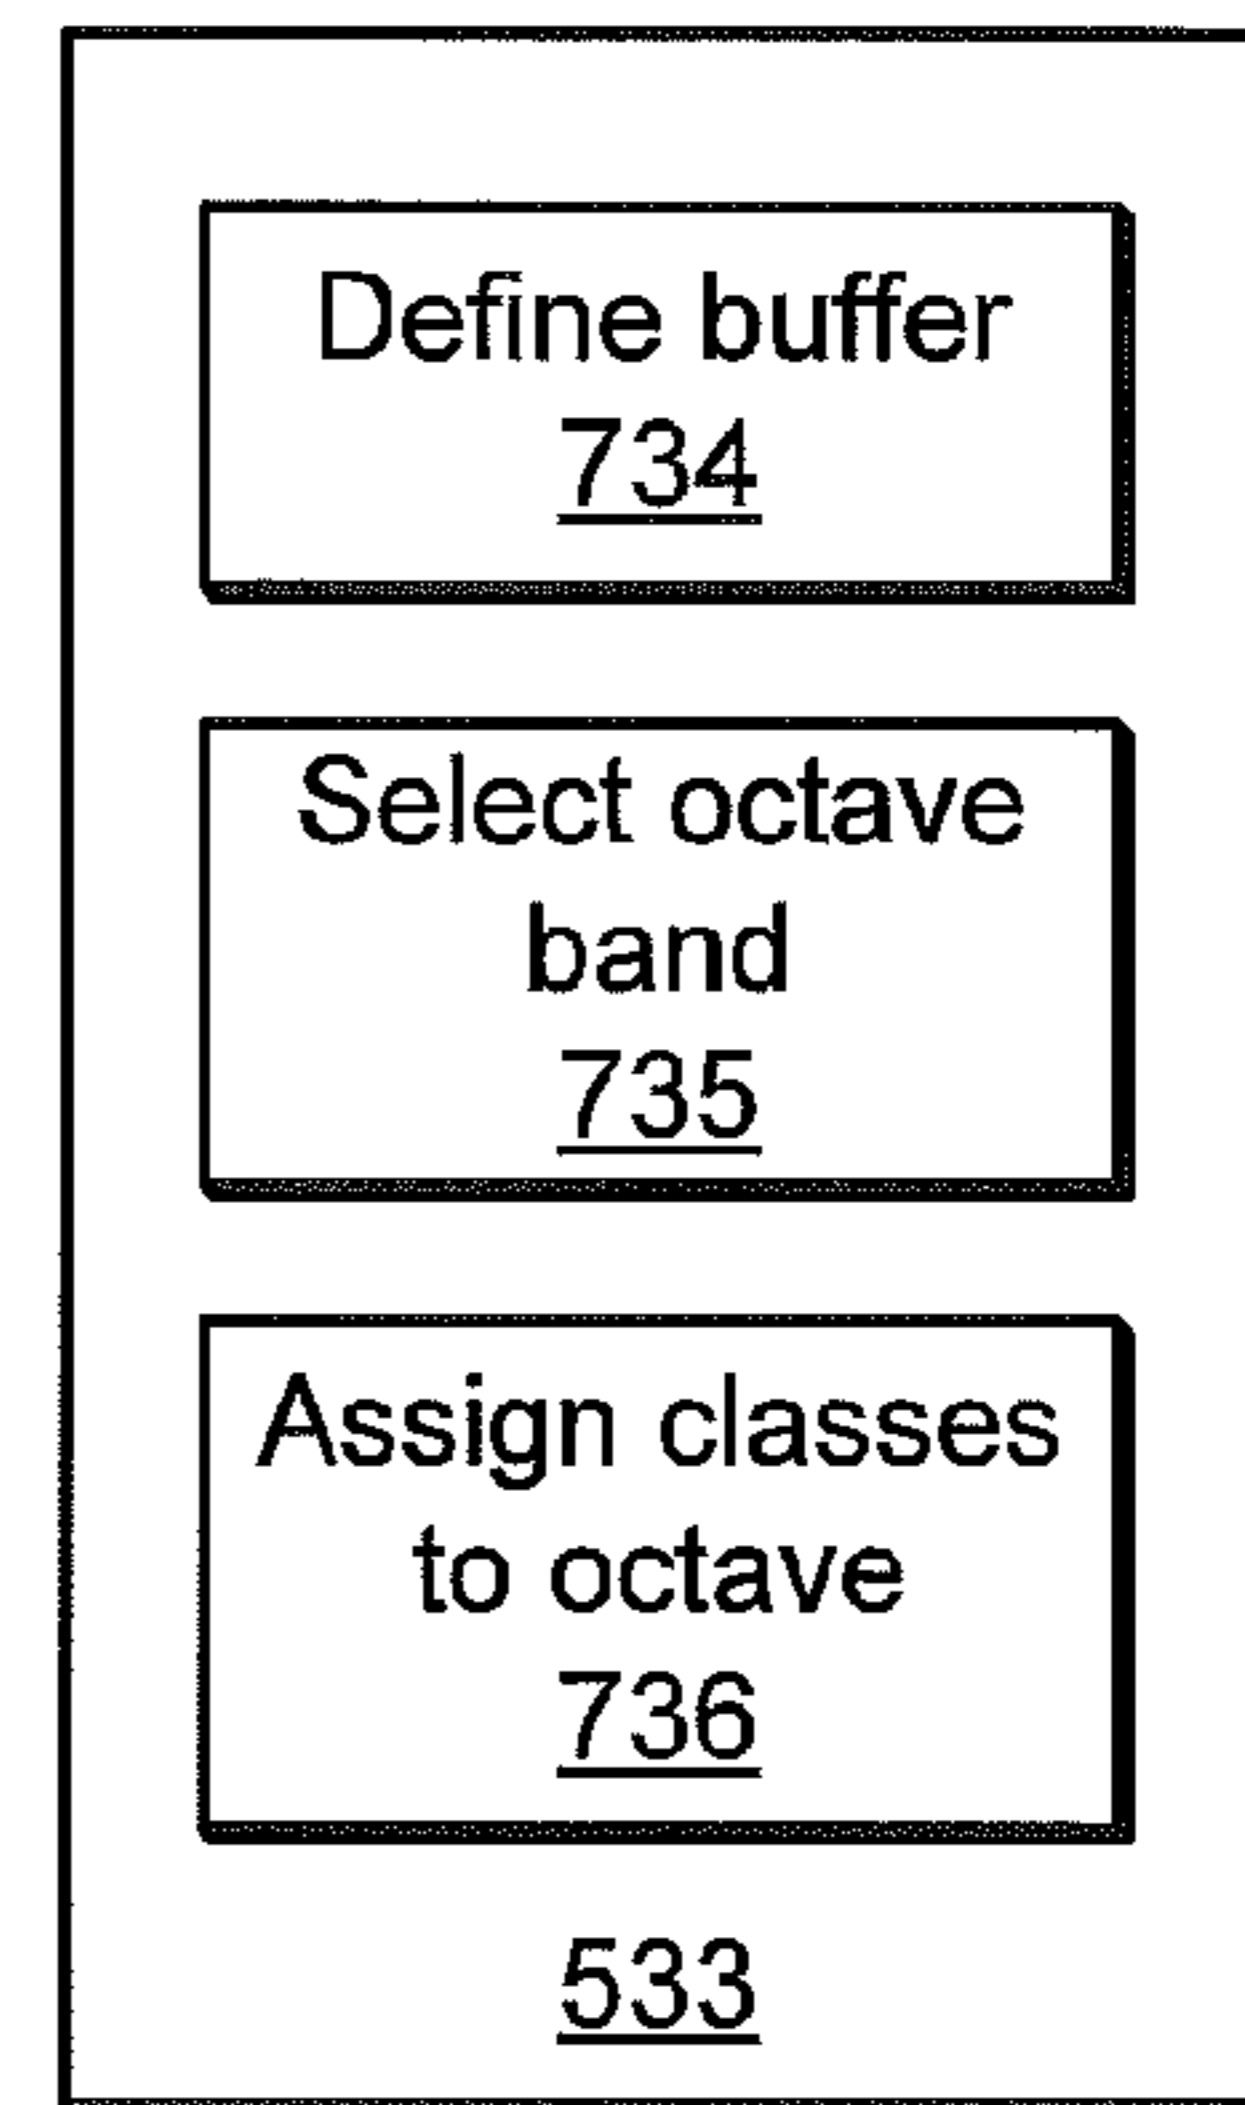 Define buffer
734
Select octave
band
735
Assign classes
to octave
736
533